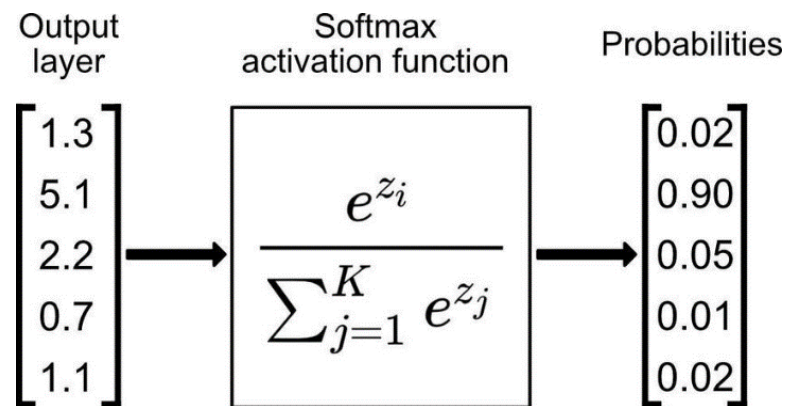 Output
layer
Softmax
activation function
Probabilities
1.3
5.1
2.2
0.7
1.1
e^{z_i}
∑_{j=1}^{K} e^{z_j}
0.02
0.90
0.05
0.01
0.02